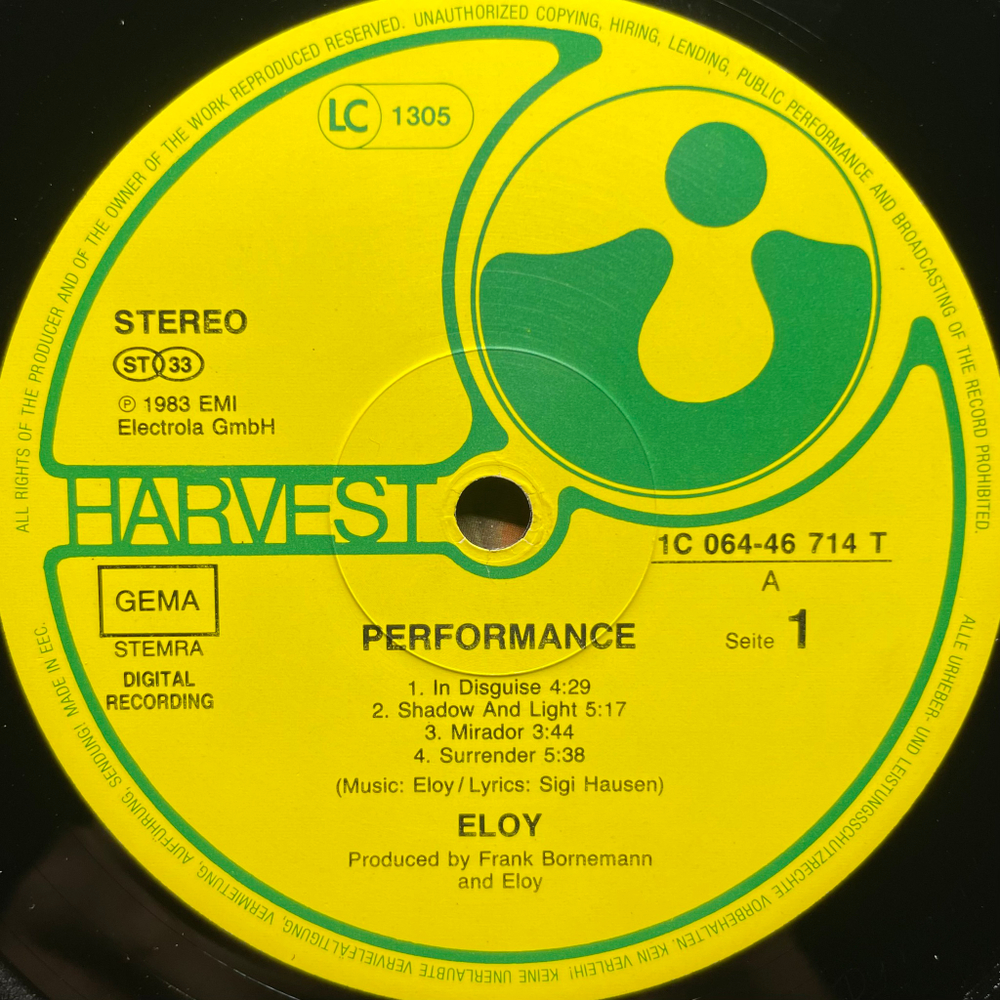 ALL RIGHTS OF THE PRODUCER AND OF THE OWNER OF THE WORK REPRODUCED RESERVED. UNAUTHORIZED COPYING, HIRING, LENDING, PUBLIC PERFORMANCE AND BROADCASTING OF THE RECORD PROHIBITED.
LC 1305
STEREO
ST 33
℗ 1983 EMI
Electrola GmbH
HARVEST
1C 064-46 714 T
A
Seite 1
GEMA
STEMRA
DIGITAL
RECORDING
PERFORMANCE
1. In Disguise 4:29
2. Shadow And Light 5:17
3. Mirador 3:44
4. Surrender 5:38
(Music: Eloy / Lyrics: Sigi Hausen)
ELOY
Produced by Frank Bornemann
and Eloy
ALLE URHEBER- UND LEISTUNGSSCHUTZRECHTE VORBEHALTEN. KEIN VERLEIH! KEINE UNERLAUBTE VERVIELFÄLTIGUNG, VERMIETUNG, AUFFÜHRUNG, SENDUNG! MADE IN EEC.